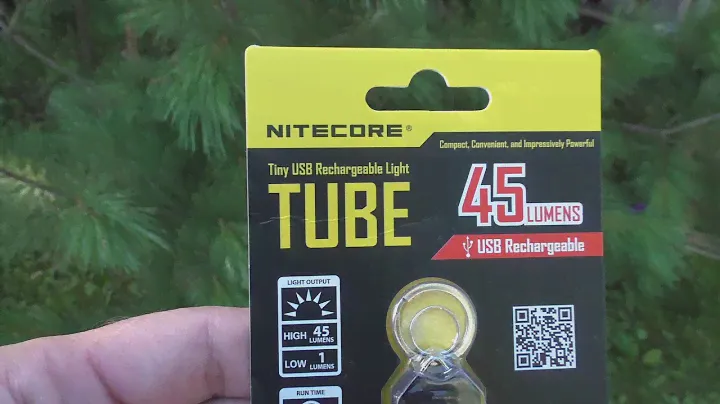 NITECORE®
Compact, Convenient, and Impressively Powerful
Tiny USB Rechargeable Light
TUBE
45 LUMENS
USB Rechargeable
LIGHT OUTPUT
HIGH 45 LUMENS
LOW 1 LUMENS
RUN TIME